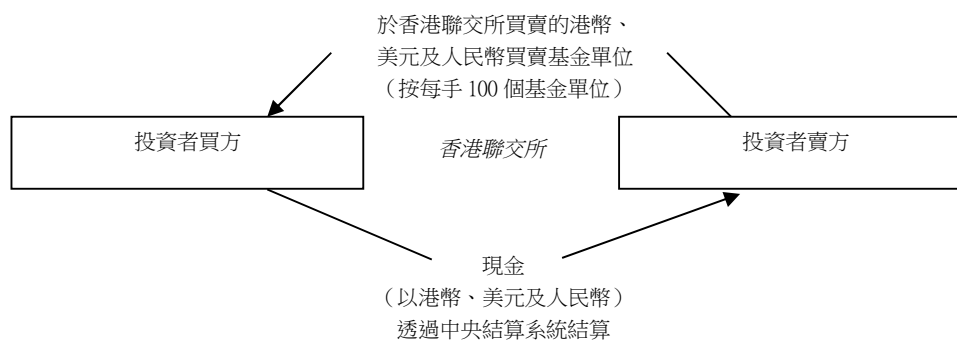 於香港聯交所買賣的港幣、
美元及人民幣買賣基金單位
（按每手 100 個基金單位）
投資者買方
香港聯交所
投資者賣方
現金
（以港幣、美元及人民幣）
透過中央結算系統結算